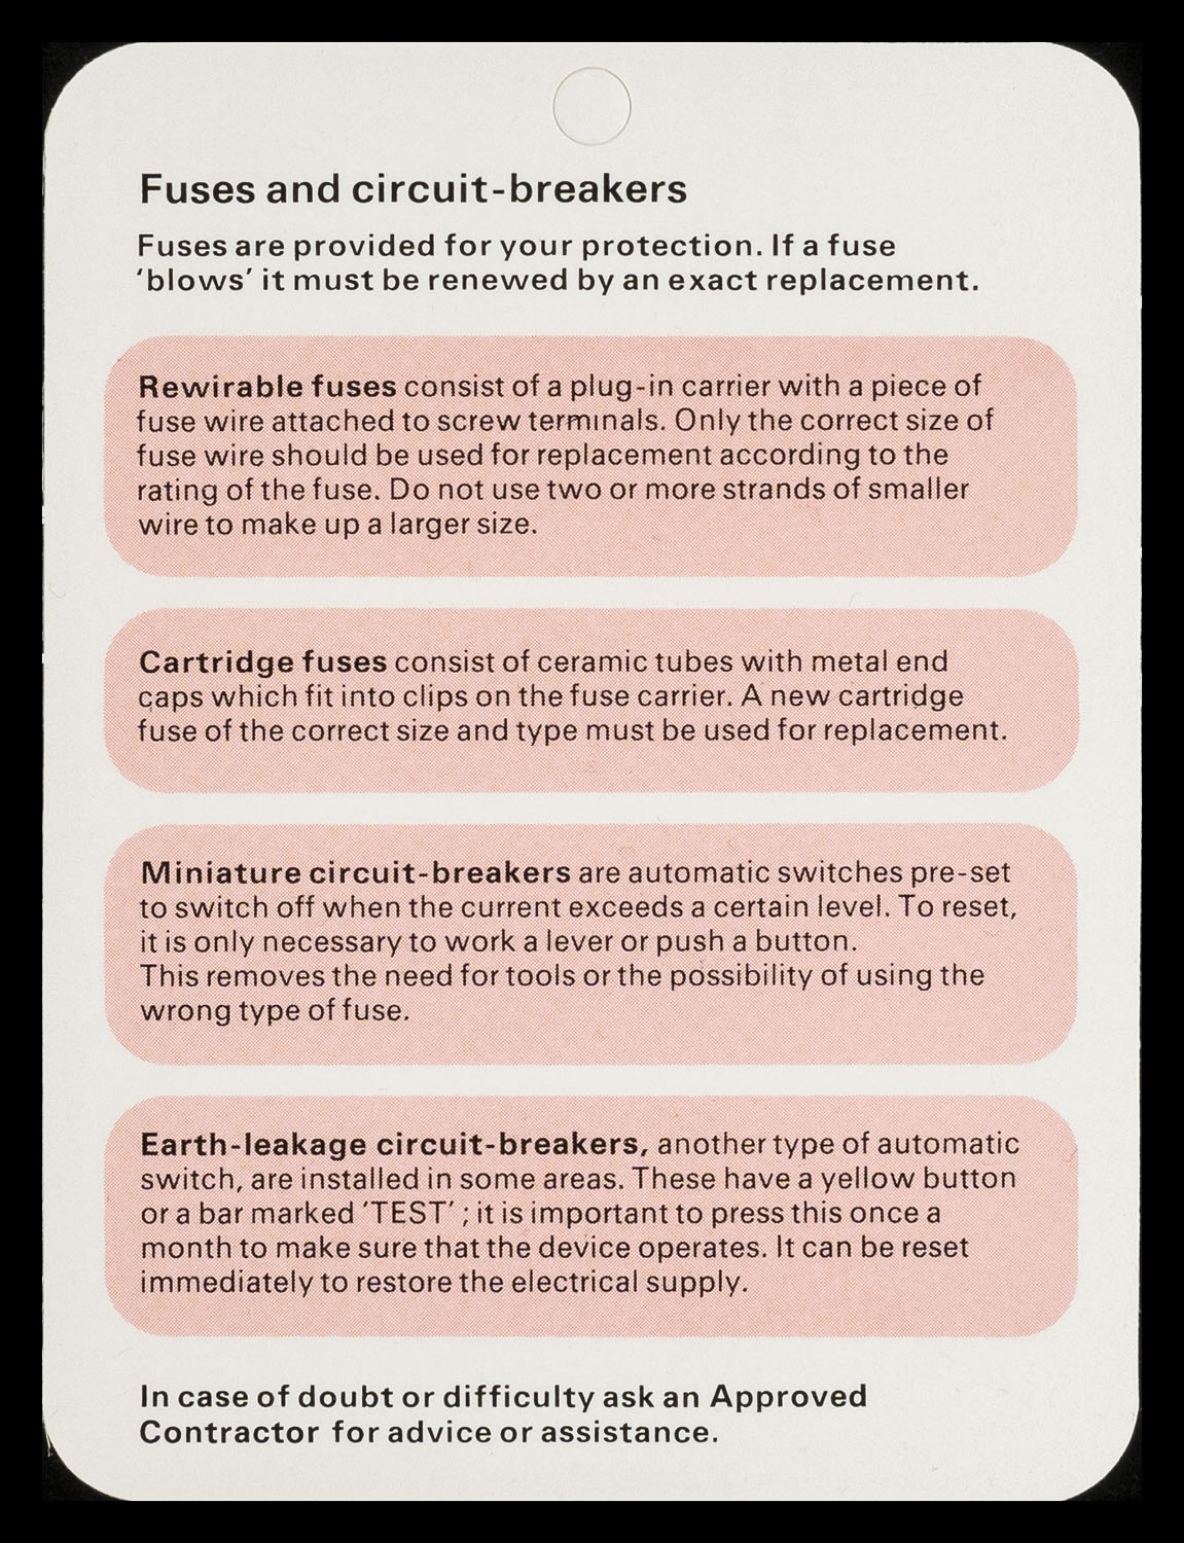 Fuses and circuit-breakers
Fuses are provided for your protection. If a fuse
‘blows’ it must be renewed by an exact replacement.
Rewirable fuses consist of a plug-in carrier with a piece of
fuse wire attached to screw terminals. Only the correct size of
fuse wire should be used for replacement according to the
rating of the fuse. Do not use two or more strands of smaller
wire to make up a larger size.
Cartridge fuses consist of ceramic tubes with metal end
caps which fit into clips on the fuse carrier. A new cartridge
fuse of the correct size and type must be used for replacement.
Miniature circuit-breakers are automatic switches pre-set
to switch off when the current exceeds a certain level. To reset,
it is only necessary to work a lever or push a button.
This removes the need for tools or the possibility of using the
wrong type of fuse.
Earth-leakage circuit-breakers, another type of automatic
switch, are installed in some areas. These have a yellow button
or a bar marked ‘TEST’ ; it is important to press this once a
month to make sure that the device operates. It can be reset
immediately to restore the electrical supply.
In case of doubt or difficulty ask an Approved
Contractor for advice or assistance.